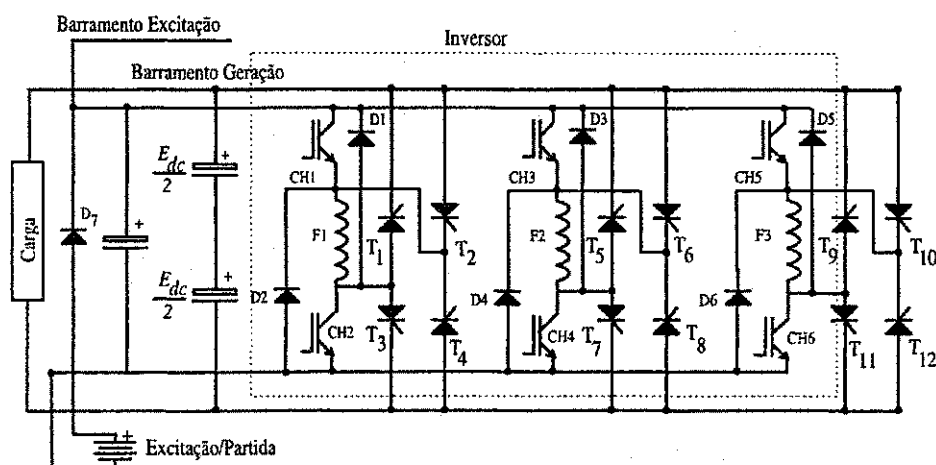 Barramento Excitação
Inversor
Barramento Geração
D1
D3
D5
CH1
CH3
CH5
E_dc
2
+
D7
+
Carga
F1
T1
T2
F2
T5
T6
F3
T9
T10
E_dc
2
+
D2
D4
D6
CH2
T3
T4
CH4
T7
T8
CH6
T11
T12
+
Excitação/Partida